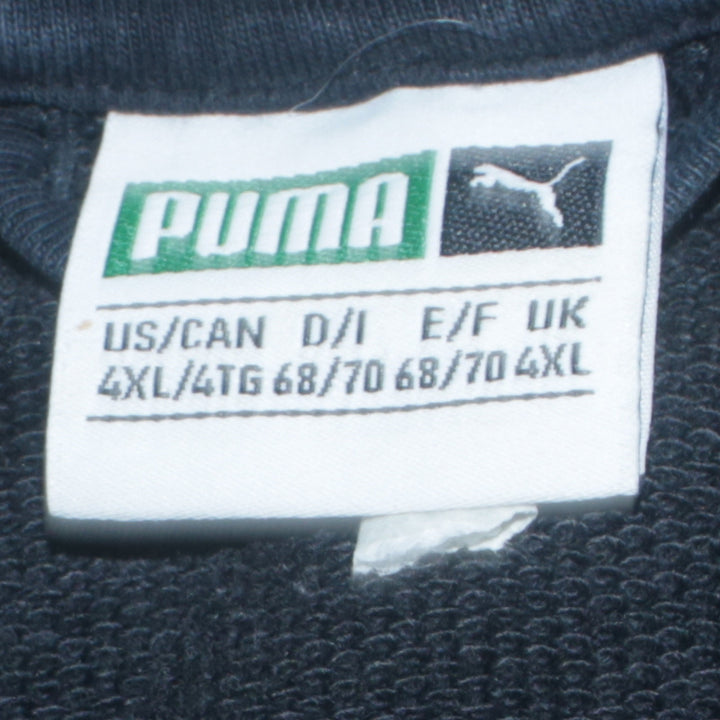 PUMA
US/CAN D/I E/F UK
4XL/4TG 68/70 68/70 4XL